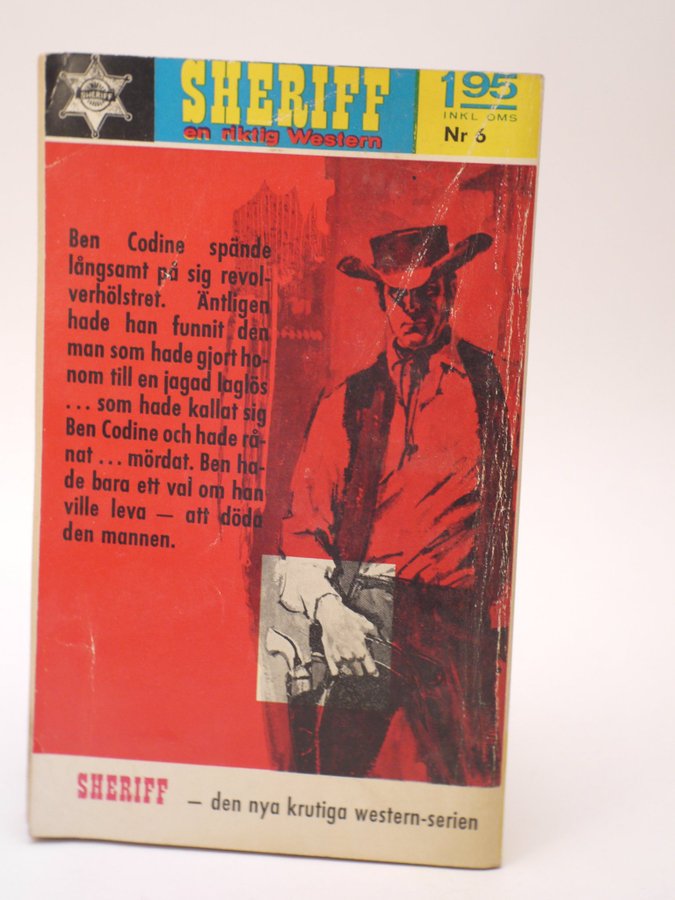 SHERIFF
SHERIFF
en riktig Western
195
INKL OMS
Nr 6
Ben Codine spände
långsamt på sig revol-
verhölstret. Äntligen
hade han funnit den
man som hade gjort ho-
nom till en jagad laglös
... som hade kallat sig
Ben Codine och hade rå-
nat ... mördat. Ben ha-
de bara ett val om han
ville leva — att döda
den mannen.
SHERIFF – den nya krutiga western-serien